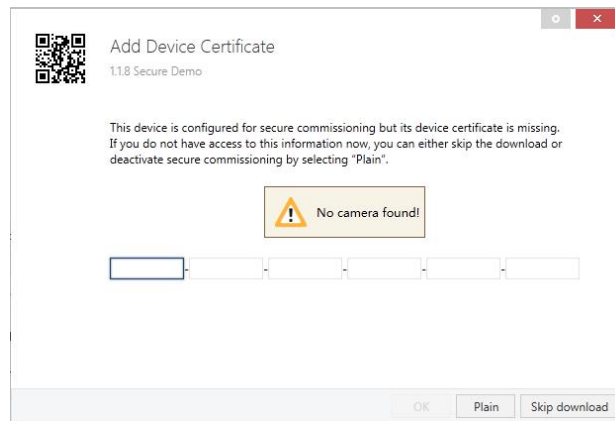 Add Device Certificate
1.1.8 Secure Demo
This device is configured for secure commissioning but its device certificate is missing.
If you do not have access to this information now, you can either skip the download or
deactivate secure commissioning by selecting "Plain".
No camera found!
- - - - -
OK Plain Skip download